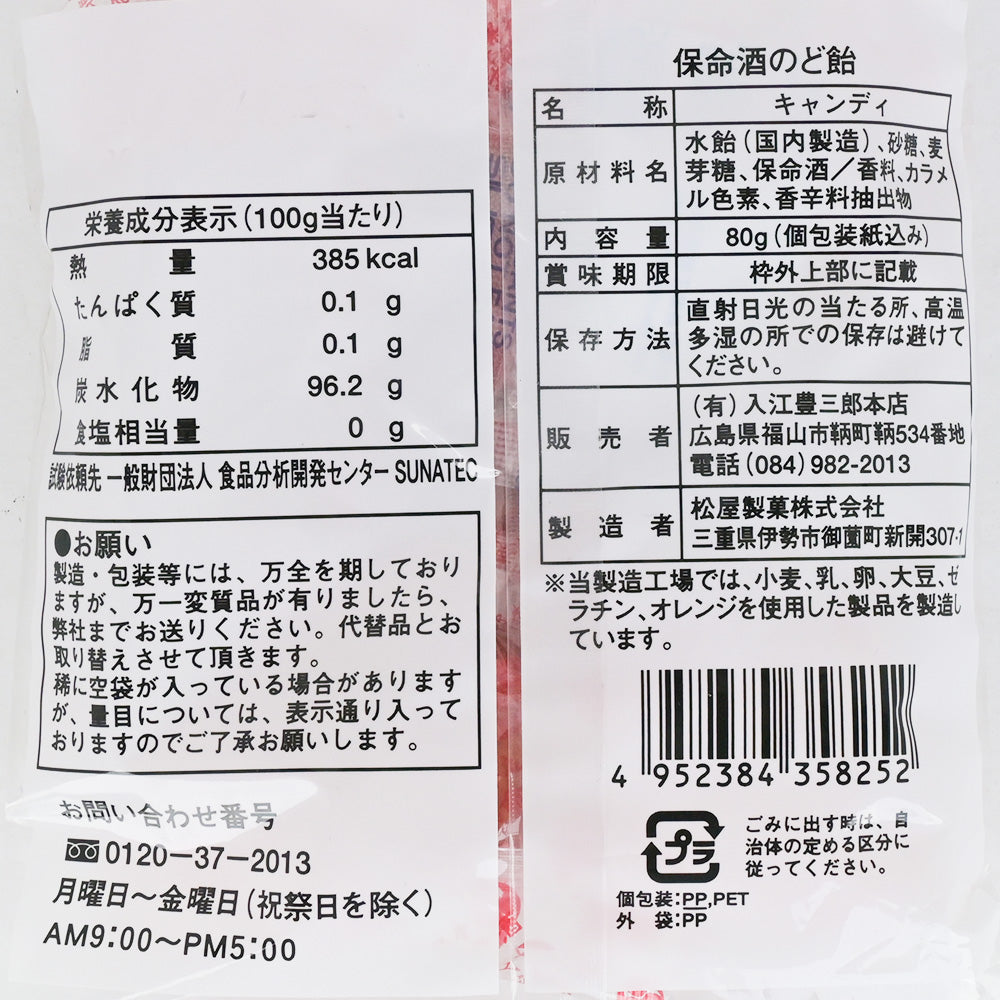 栄養成分表示(100g当たり)
熱量 385kcal
たんぱく質 0.1 g
脂質 0.1 g
炭水化物 96.2 g
食塩相当量 0 g
試験依頼先 一般財団法人 食品分析開発センター SUNATEC
●お願い
製造・包装等には、万全を期しており
ますが、万一変質品が有りましたら、
弊社までお送りください。代替品とお
取り替えさせて頂きます。
稀に空袋が入っている場合があります
が、量目については、表示通り入って
おりますのでご了承お願いします。
お問い合わせ番号
0120-37-2013
月曜日〜金曜日(祝祭日を除く)
AM9:00〜PM5:00
保命酒のど飴
名称 キャンディ
原材料名 水飴(国内製造)、砂糖、麦
芽糖、保命酒/香料、カラメ
ル色素、香辛料抽出物
内容量 80g(個包装紙込み)
賞味期限 枠外上部に記載
保存方法 直射日光の当たる所、高温
多湿の所での保存は避けて
ください。
販売者 (有)入江豊三郎本店
広島県福山市鞆町鞆534番地
電話(084)982-2013
製造者 松屋製菓株式会社
三重県伊勢市御薗町新開307-1
※当製造工場では、小麦、乳、卵、大豆、ゼ
ラチン、オレンジを使用した製品を製造し
ています。
4 952384 358252
プラ
ごみに出す時は、自
治体の定める区分に
従ってください。
個包装:PP,PET
外袋:PP